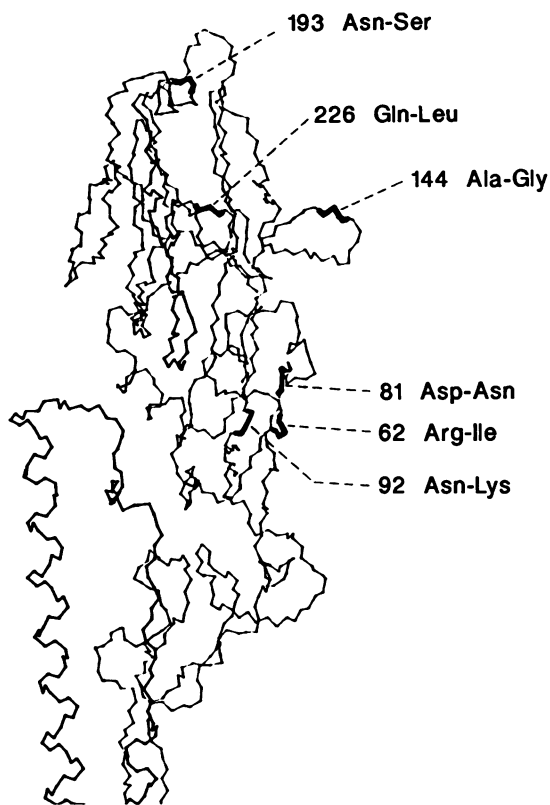 193 Asn-Ser
226 Gln-Leu
144 Ala-Gly
81 Asp-Asn
62 Arg-Ile
92 Asn-Lys